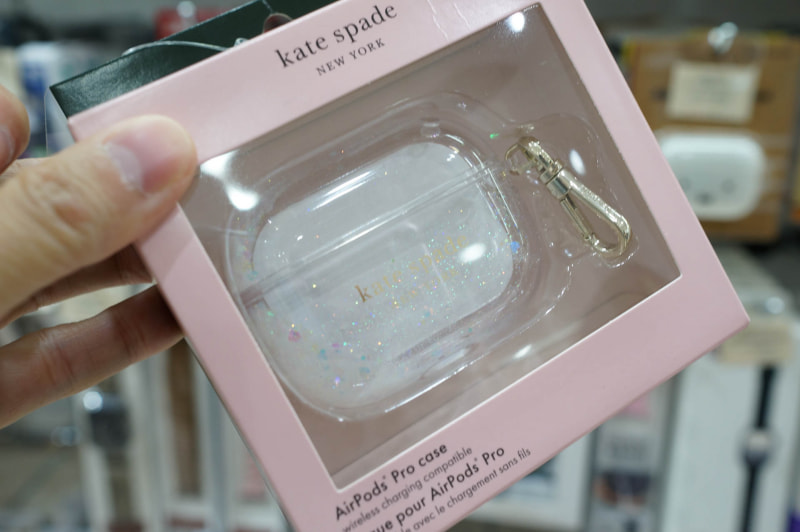 kate spade
NEW YORK
kate spade
AirPods® Pro case
wireless charging compatible
que pour AirPods® Pro
avec le chargement sans fils